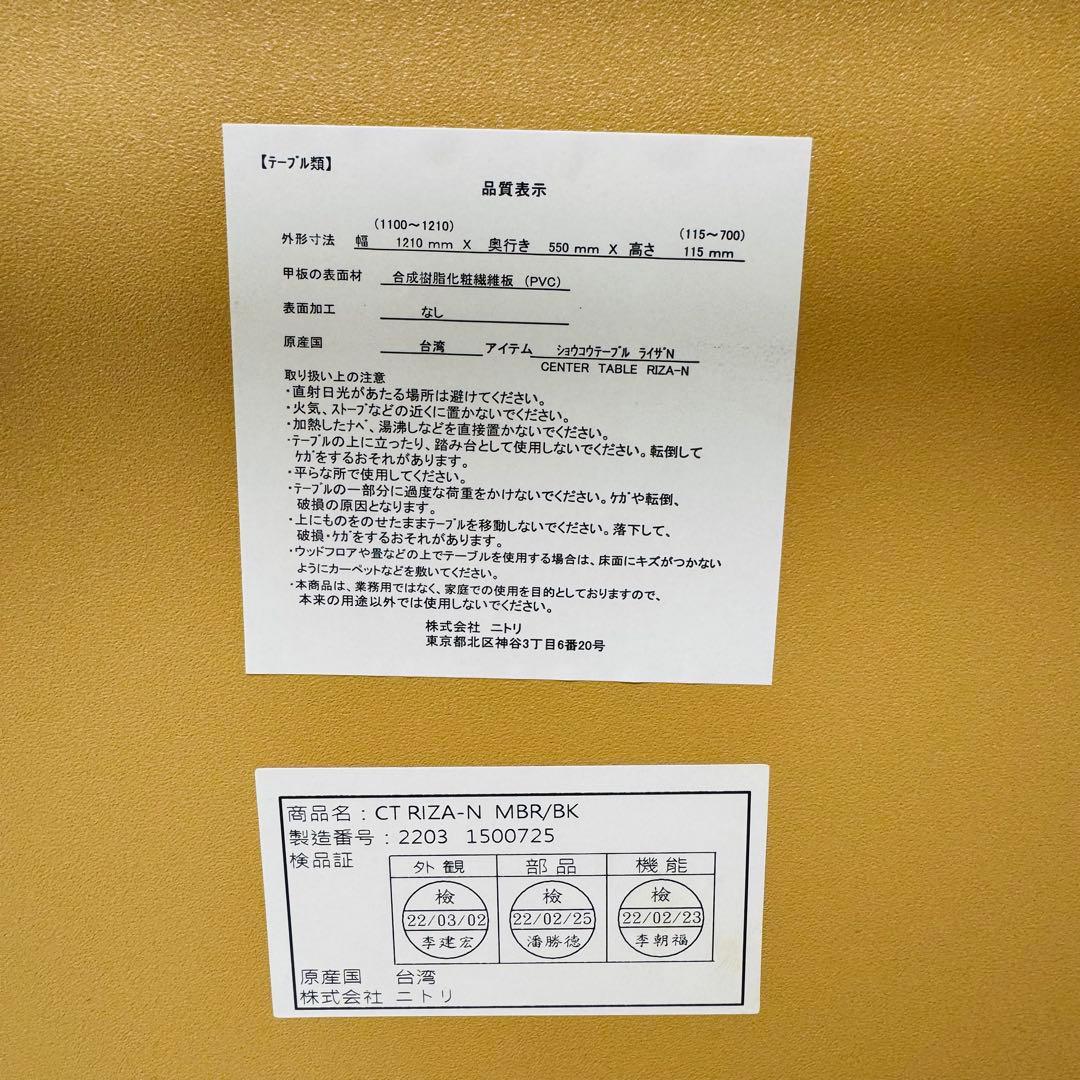 【ﾃｰﾌﾞﾙ類】
品質表示
(1100～1210) (115～700)
外形寸法 幅 1210 mm X 奥行き 550 mm X 高さ 115 mm
甲板の表面材 合成樹脂化粧繊維板 (PVC)
表面加工 なし
原産国 台湾 アイテム ｼｮｳｺｳﾃｰﾌﾞﾙ ﾗｲｻﾞN
CENTER TABLE RIZA-N
取り扱い上の注意
・直射日光があたる場所は避けてください。
・火気、ｽﾄｰﾌﾞなどの近くに置かないでください。
・加熱したナベ、湯沸しなどを直接置かないでください。
・ﾃｰﾌﾞﾙの上に立ったり、踏み台として使用しないでください。転倒して
ｹｶﾞをするおそれがあります。
・平らな所で使用してください。
・ﾃｰﾌﾞﾙの一部分に過度な荷重をかけないでください。ｹｶﾞや転倒、
破損の原因となります。
・上にものをのせたままﾃｰﾌﾞﾙを移動しないでください。落下して、
破損・ｹｶﾞをするおそれがあります。
・ウッドフロアや畳などの上でテーブルを使用する場合は、床面にキズがつかない
ようにカーペットなどを敷いてください。
・本商品は、業務用ではなく、家庭での使用を目的としておりますので、
本来の用途以外では使用しないでください。
株式会社 ニトリ
東京都北区神谷3丁目6番20号
商品名：CT RIZA-N MBR/BK
製造番号：2203 1500725
検品証 外観 部品 機能
檢 檢 檢
22/03/02 22/02/25 22/02/23
李建宏 潘勝德 李朝福
原産国 台湾
株式会社 ニトリ